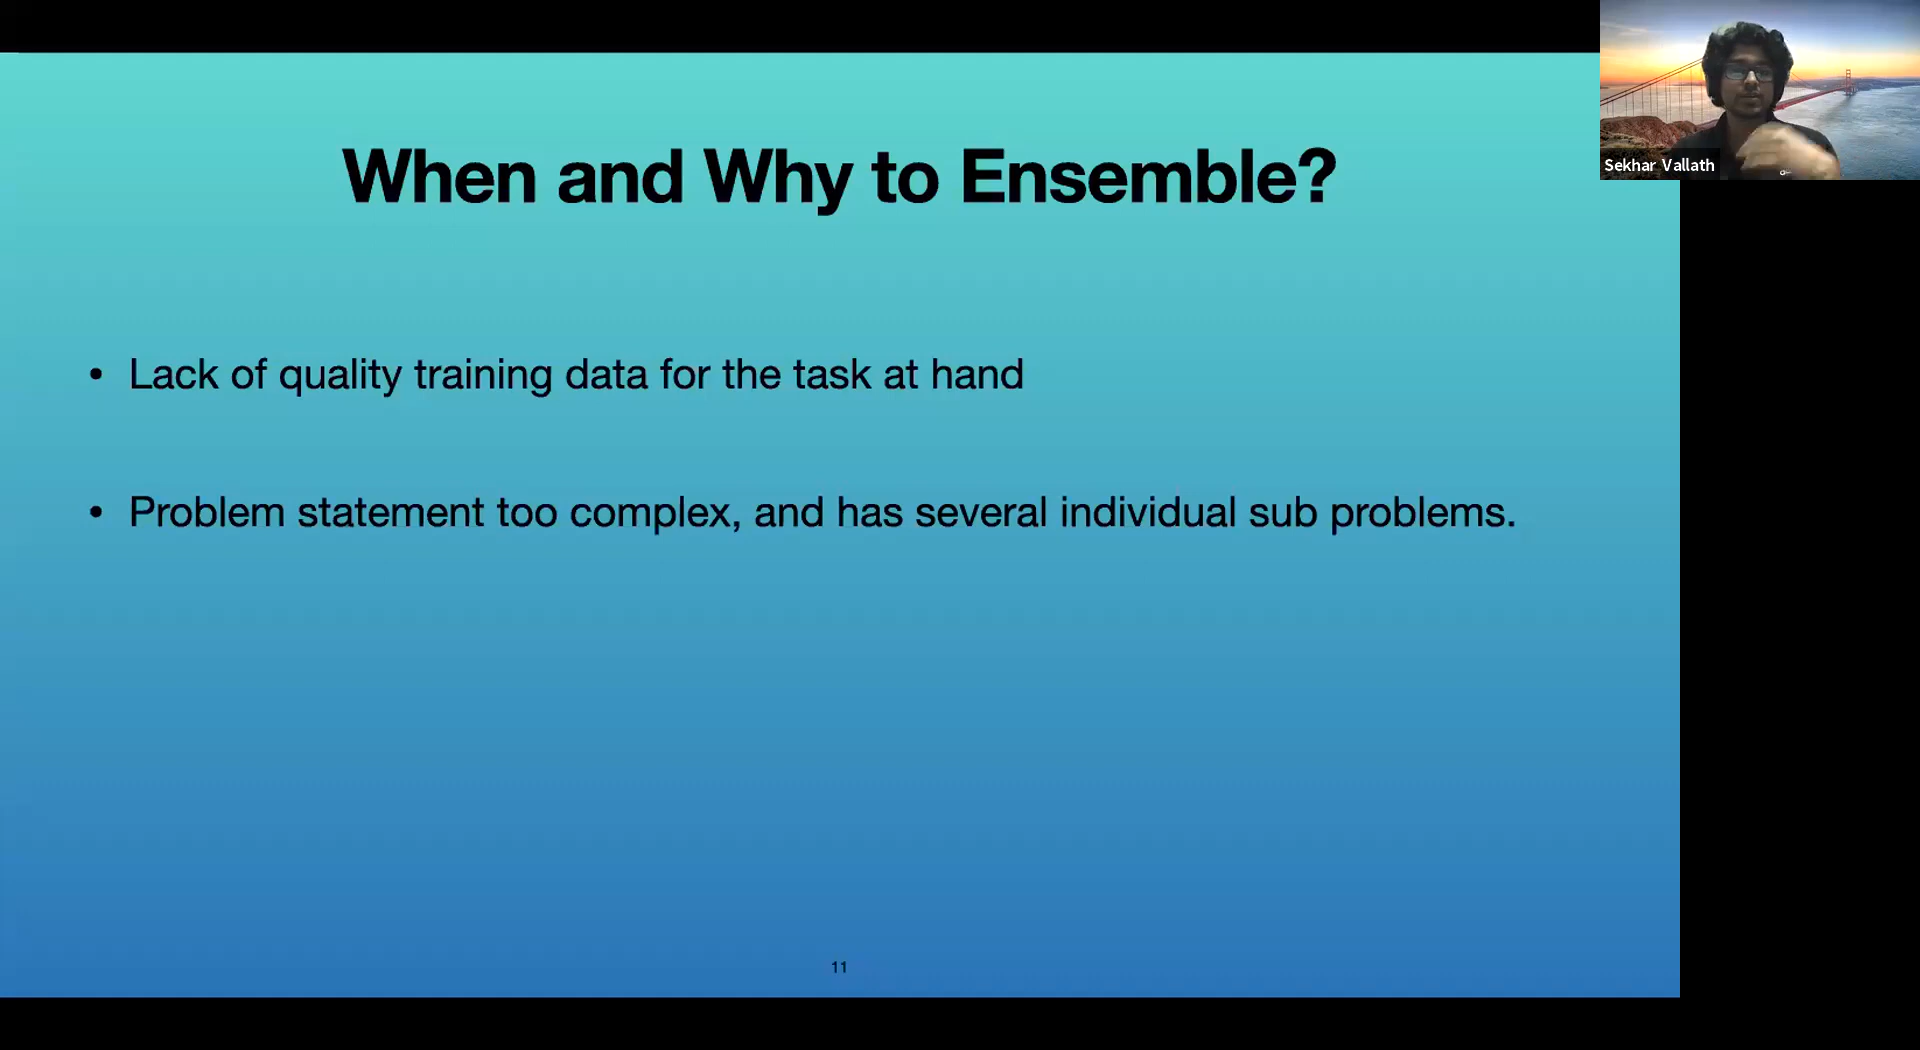 When and Why to Ensemble?
• Lack of quality training data for the task at hand
• Problem statement too complex, and has several individual sub problems.
11
Sekhar Vallath